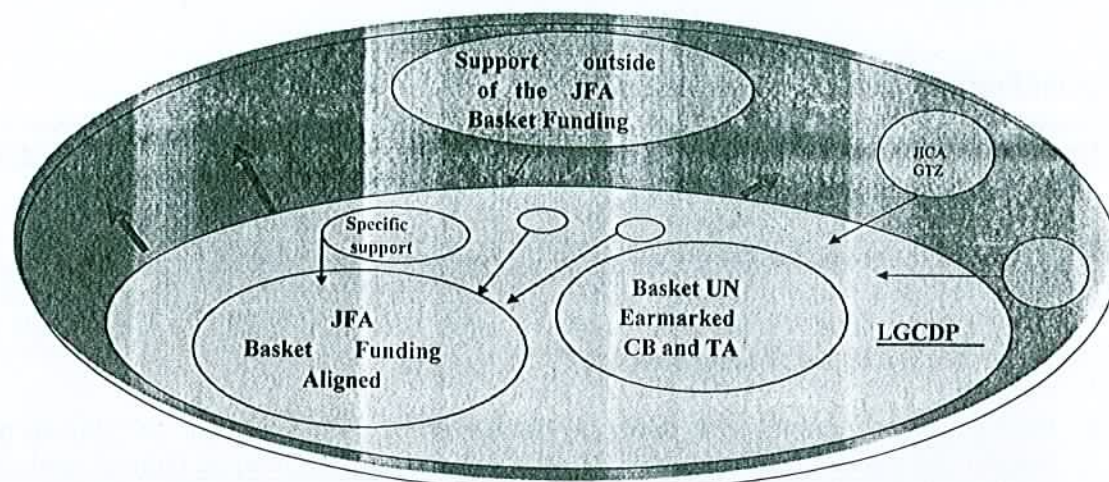 Support outside
of the JFA
Basket Funding
JICA
GTZ
Specific
support
Basket UN
Earmarked
CB and TA
JFA
Basket Funding
Aligned
LGCDP